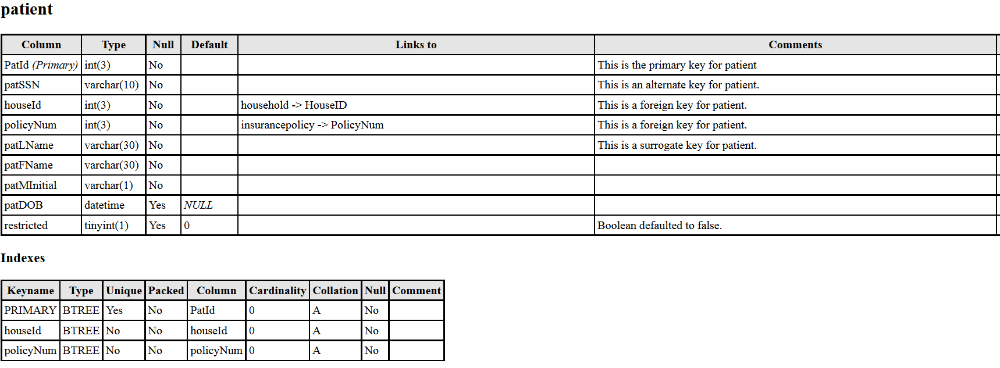 patient
Column Type Null Default Links to Comments
PatId (Primary) int(3) No This is the primary key for patient
patSSN varchar(10) No This is an alternate key for patient.
houseId int(3) No household -> HouseID This is a foreign key for patient.
policyNum int(3) No insurancepolicy -> PolicyNum This is a foreign key for patient.
patLName varchar(30) No This is a surrogate key for patient.
patFName varchar(30) No
patMInitial varchar(1) No
patDOB datetime Yes NULL
restricted tinyint(1) Yes 0 Boolean defaulted to false.
Indexes
Keyname Type Unique Packed Column Cardinality Collation Null Comment
PRIMARY BTREE Yes No PatId 0 A No
houseId BTREE No No houseId 0 A No
policyNum BTREE No No policyNum 0 A No